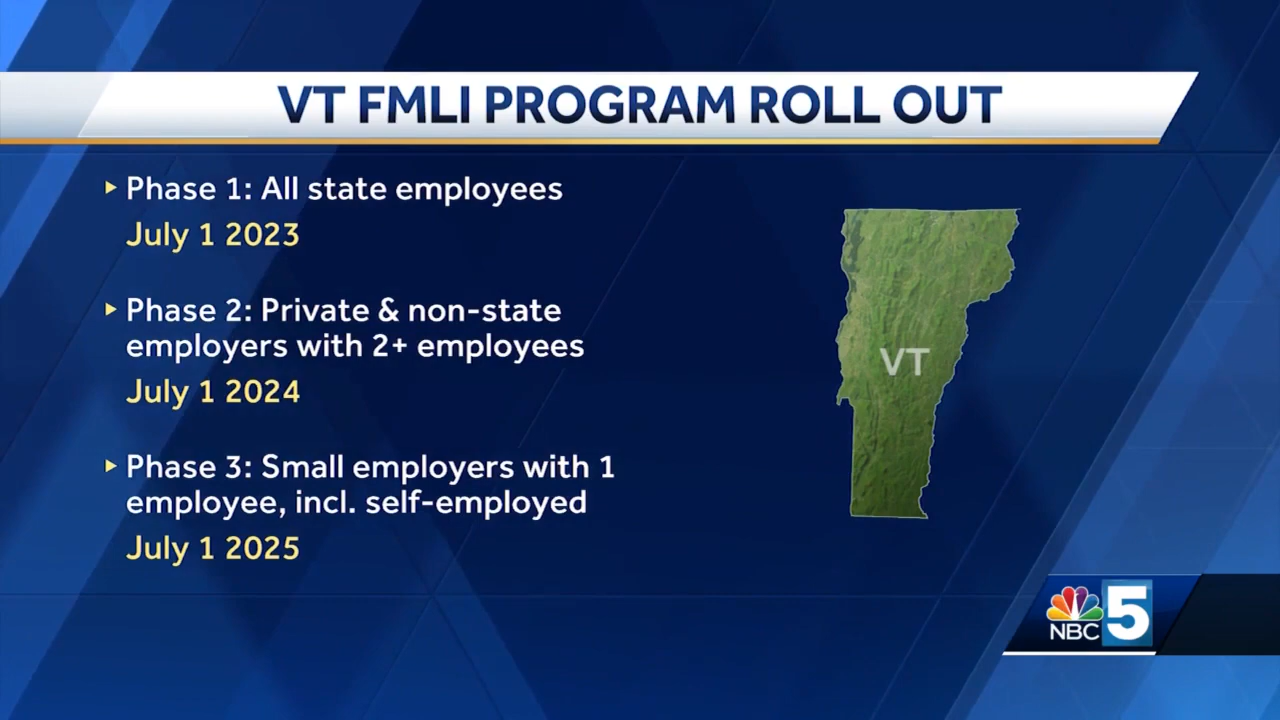 VT FMLI PROGRAM ROLL OUT
Phase 1: All state employees
July 1 2023
Phase 2: Private & non-state
employers with 2+ employees
July 1 2024
Phase 3: Small employers with 1
employee, incl. self-employed
July 1 2025
VT
NBC 5